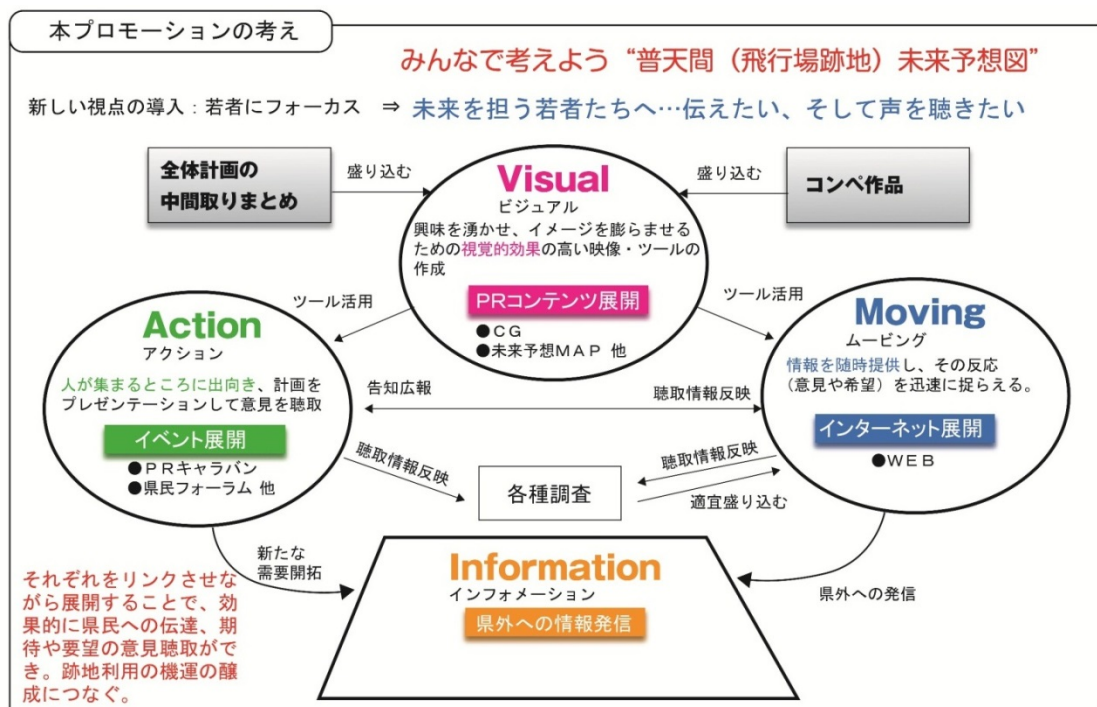 本プロモーションの考え
みんなで考えよう“普天間（飛行場跡地）未来予想図”
新しい視点の導入：若者にフォーカス ⇒ 未来を担う若者たちへ…伝えたい、そして声を聴きたい
全体計画の
中間取りまとめ
盛り込む
Visual
ビジュアル
興味を湧かせ、イメージを膨らませる
ための視覚的効果の高い映像・ツールの
作成
PRコンテンツ展開
●ＣＧ
●未来予想ＭＡＰ 他
盛り込む
コンペ作品
ツール活用
ツール活用
Action
アクション
人が集まるところに出向き、計画を
プレゼンテーションして意見を聴取
イベント展開
●ＰＲキャラバン
●県民フォーラム 他
告知広報
聴取情報反映
Moving
ムービング
情報を随時提供し、その反応
（意見や希望）を迅速に捉らえる。
インターネット展開
●ＷＥＢ
聴取情報反映
各種調査
聴取情報反映
適宜盛り込む
新たな
需要開拓
Information
インフォメーション
県外への情報発信
県外への発信
それぞれをリンクさせな
がら展開することで、効
果的に県民への伝達、期
待や要望の意見聴取がで
き。跡地利用の機運の醸
成につなぐ。